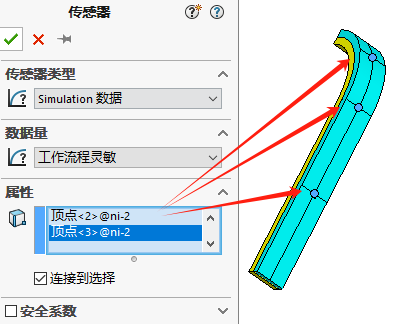 传感器
传感器类型
Simulation 数据
数据量
工作流程灵敏
属性
顶点<2>@ni-2
顶点<3>@ni-2
连接到选择
安全系数